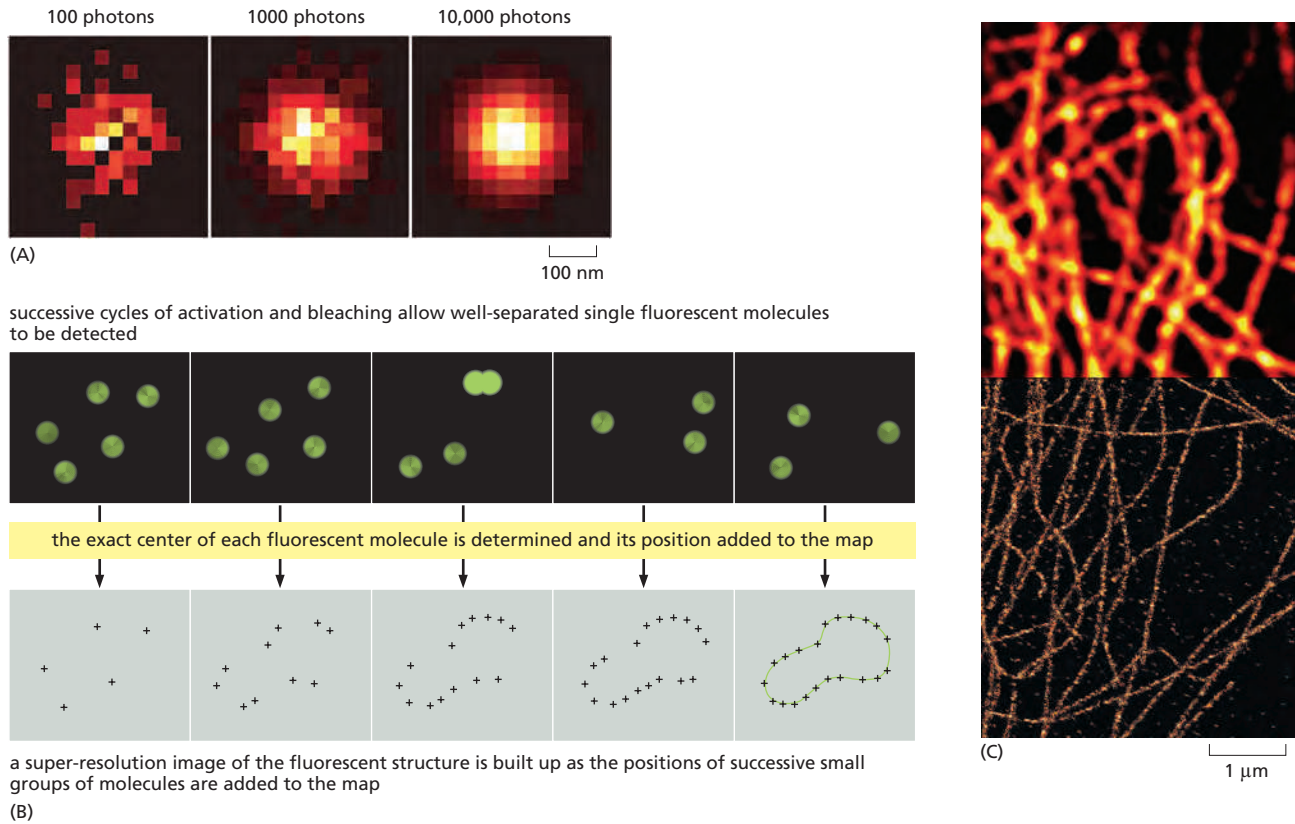 100 photons
1000 photons
10,000 photons
(A)
100 nm
successive cycles of activation and bleaching allow well-separated single fluorescent molecules
to be detected
the exact center of each fluorescent molecule is determined and its position added to the map
a super-resolution image of the fluorescent structure is built up as the positions of successive small
groups of molecules are added to the map
(B)
(C)
1 μm